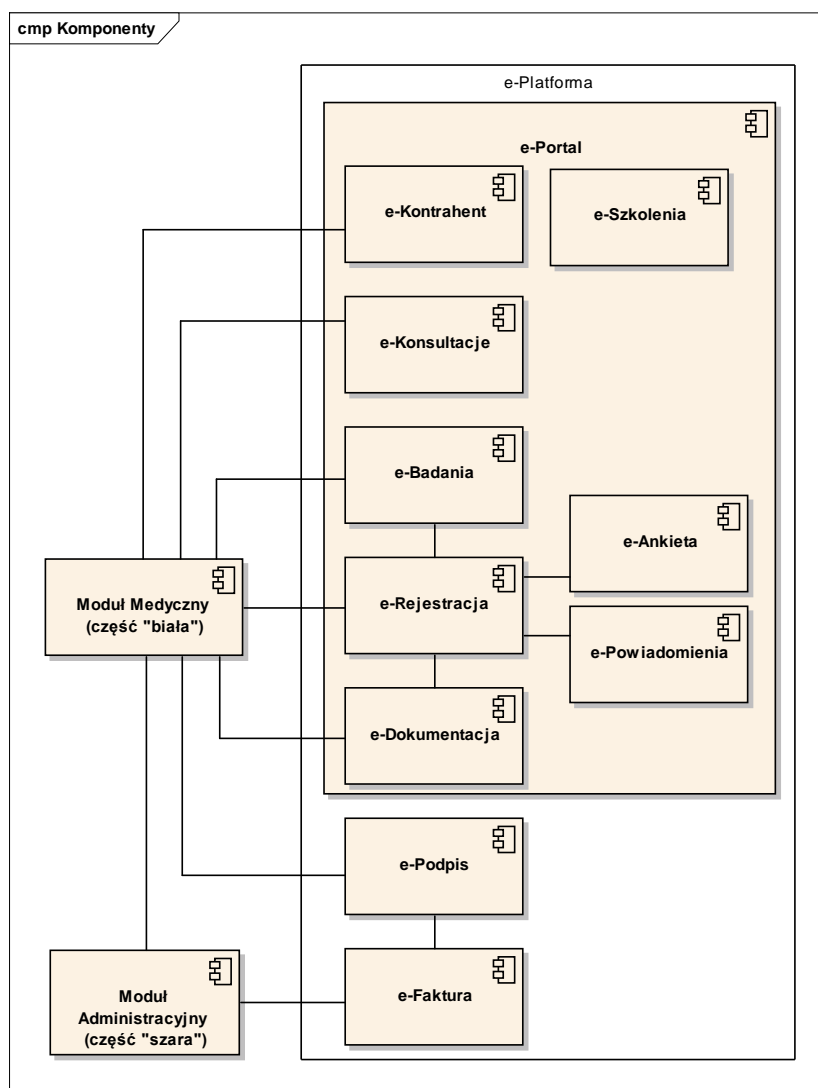 cmp Komponenty
e-Platforma
e-Portal
e-Kontrahent
e-Szkolenia
e-Konsultacje
e-Badania
e-Ankieta
Moduł Medyczny
(część "biała")
e-Rejestracja
e-Powiadomienia
e-Dokumentacja
e-Podpis
Moduł
Administracyjny
(część "szara")
e-Faktura